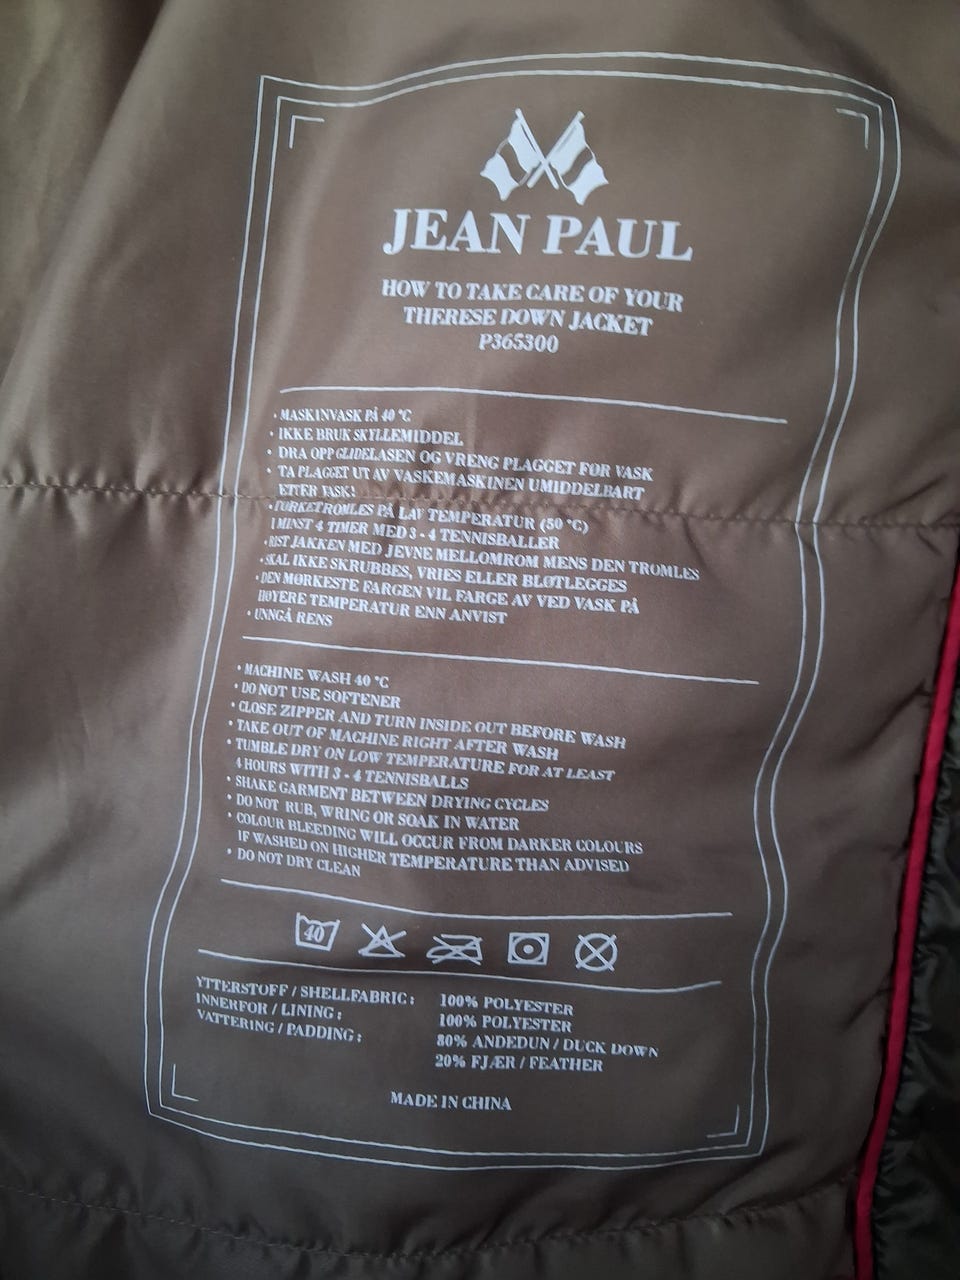 JEAN PAUL
HOW TO TAKE CARE OF YOUR
THERESE DOWN JACKET
P365300
• MASKINVASK PÅ 40 °C
• IKKE BRUK SKYLLEMIDDEL
• DRA OPP GLIDELASEN OG VRENG PLAGGET FØR VASK
• TA PLAGGET UT AV VASKEMASKINEN UMIDDELBART
ETTER VASK!
• TØRKETROMLES PÅ LAV TEMPERATUR (50 °C)
I MINST 4 TIMER MED 3 - 4 TENNISBALLER
• RIST JAKKEN MED JEVNE MELLOMROM MENS DEN TROMLES
• SKAL IKKE SKRUBBES, VRIES ELLER BLØTLEGGES
• DEN MØRKESTE FARGEN VIL FARGE AV VED VASK PÅ
HØYERE TEMPERATUR ENN ANVIST
• UNNGÅ RENS
• MACHINE WASH 40 °C
• DO NOT USE SOFTENER
• CLOSE ZIPPER AND TURN INSIDE OUT BEFORE WASH
• TAKE OUT OF MACHINE RIGHT AFTER WASH
• TUMBLE DRY ON LOW TEMPERATURE FOR AT LEAST
4 HOURS WITH 3 - 4 TENNISBALLS
• SHAKE GARMENT BETWEEN DRYING CYCLES
• DO NOT RUB, WRING OR SOAK IN WATER
• COLOUR BLEEDING WILL OCCUR FROM DARKER COLOURS
IF WASHED ON HIGHER TEMPERATURE THAN ADVISED
• DO NOT DRY CLEAN
40
YTTERSTOFF / SHELLFABRIC : 100% POLYESTER
INNERFOR / LINING : 100% POLYESTER
VATTERING / PADDING : 80% ANDEDUN / DUCK DOWN
20% FJÆR / FEATHER
MADE IN CHINA